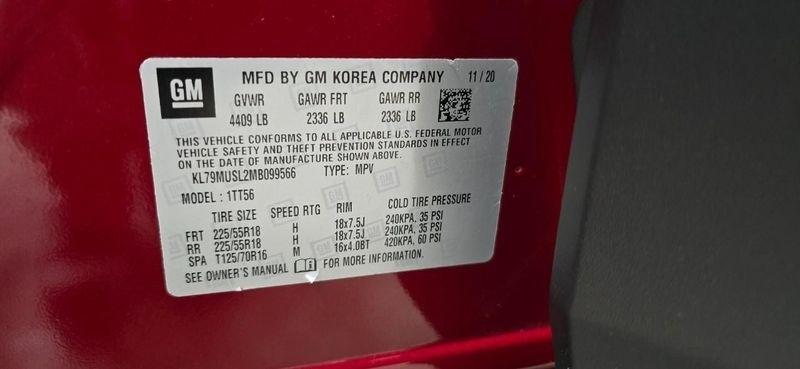 GM MFD BY GM KOREA COMPANY 11/20
GVWR GAWR FRT GAWR RR
4409 LB 2336 LB 2336 LB
THIS VEHICLE CONFORMS TO ALL APPLICABLE U.S. FEDERAL MOTOR
VEHICLE SAFETY AND THEFT PREVENTION STANDARDS IN EFFECT
ON THE DATE OF MANUFACTURE SHOWN ABOVE.
KL79MUSL2MB099566 TYPE: MPV
MODEL : 1TT56
TIRE SIZE SPEED RTG RIM COLD TIRE PRESSURE
FRT 225/55R18 H 18x7.5J 240KPA, 35 PSI
RR 225/55R18 H 18x7.5J 240KPA, 35 PSI
SPA T125/70R16 M 16x4.0BT 420KPA, 60 PSI
SEE OWNER'S MANUAL FOR MORE INFORMATION.